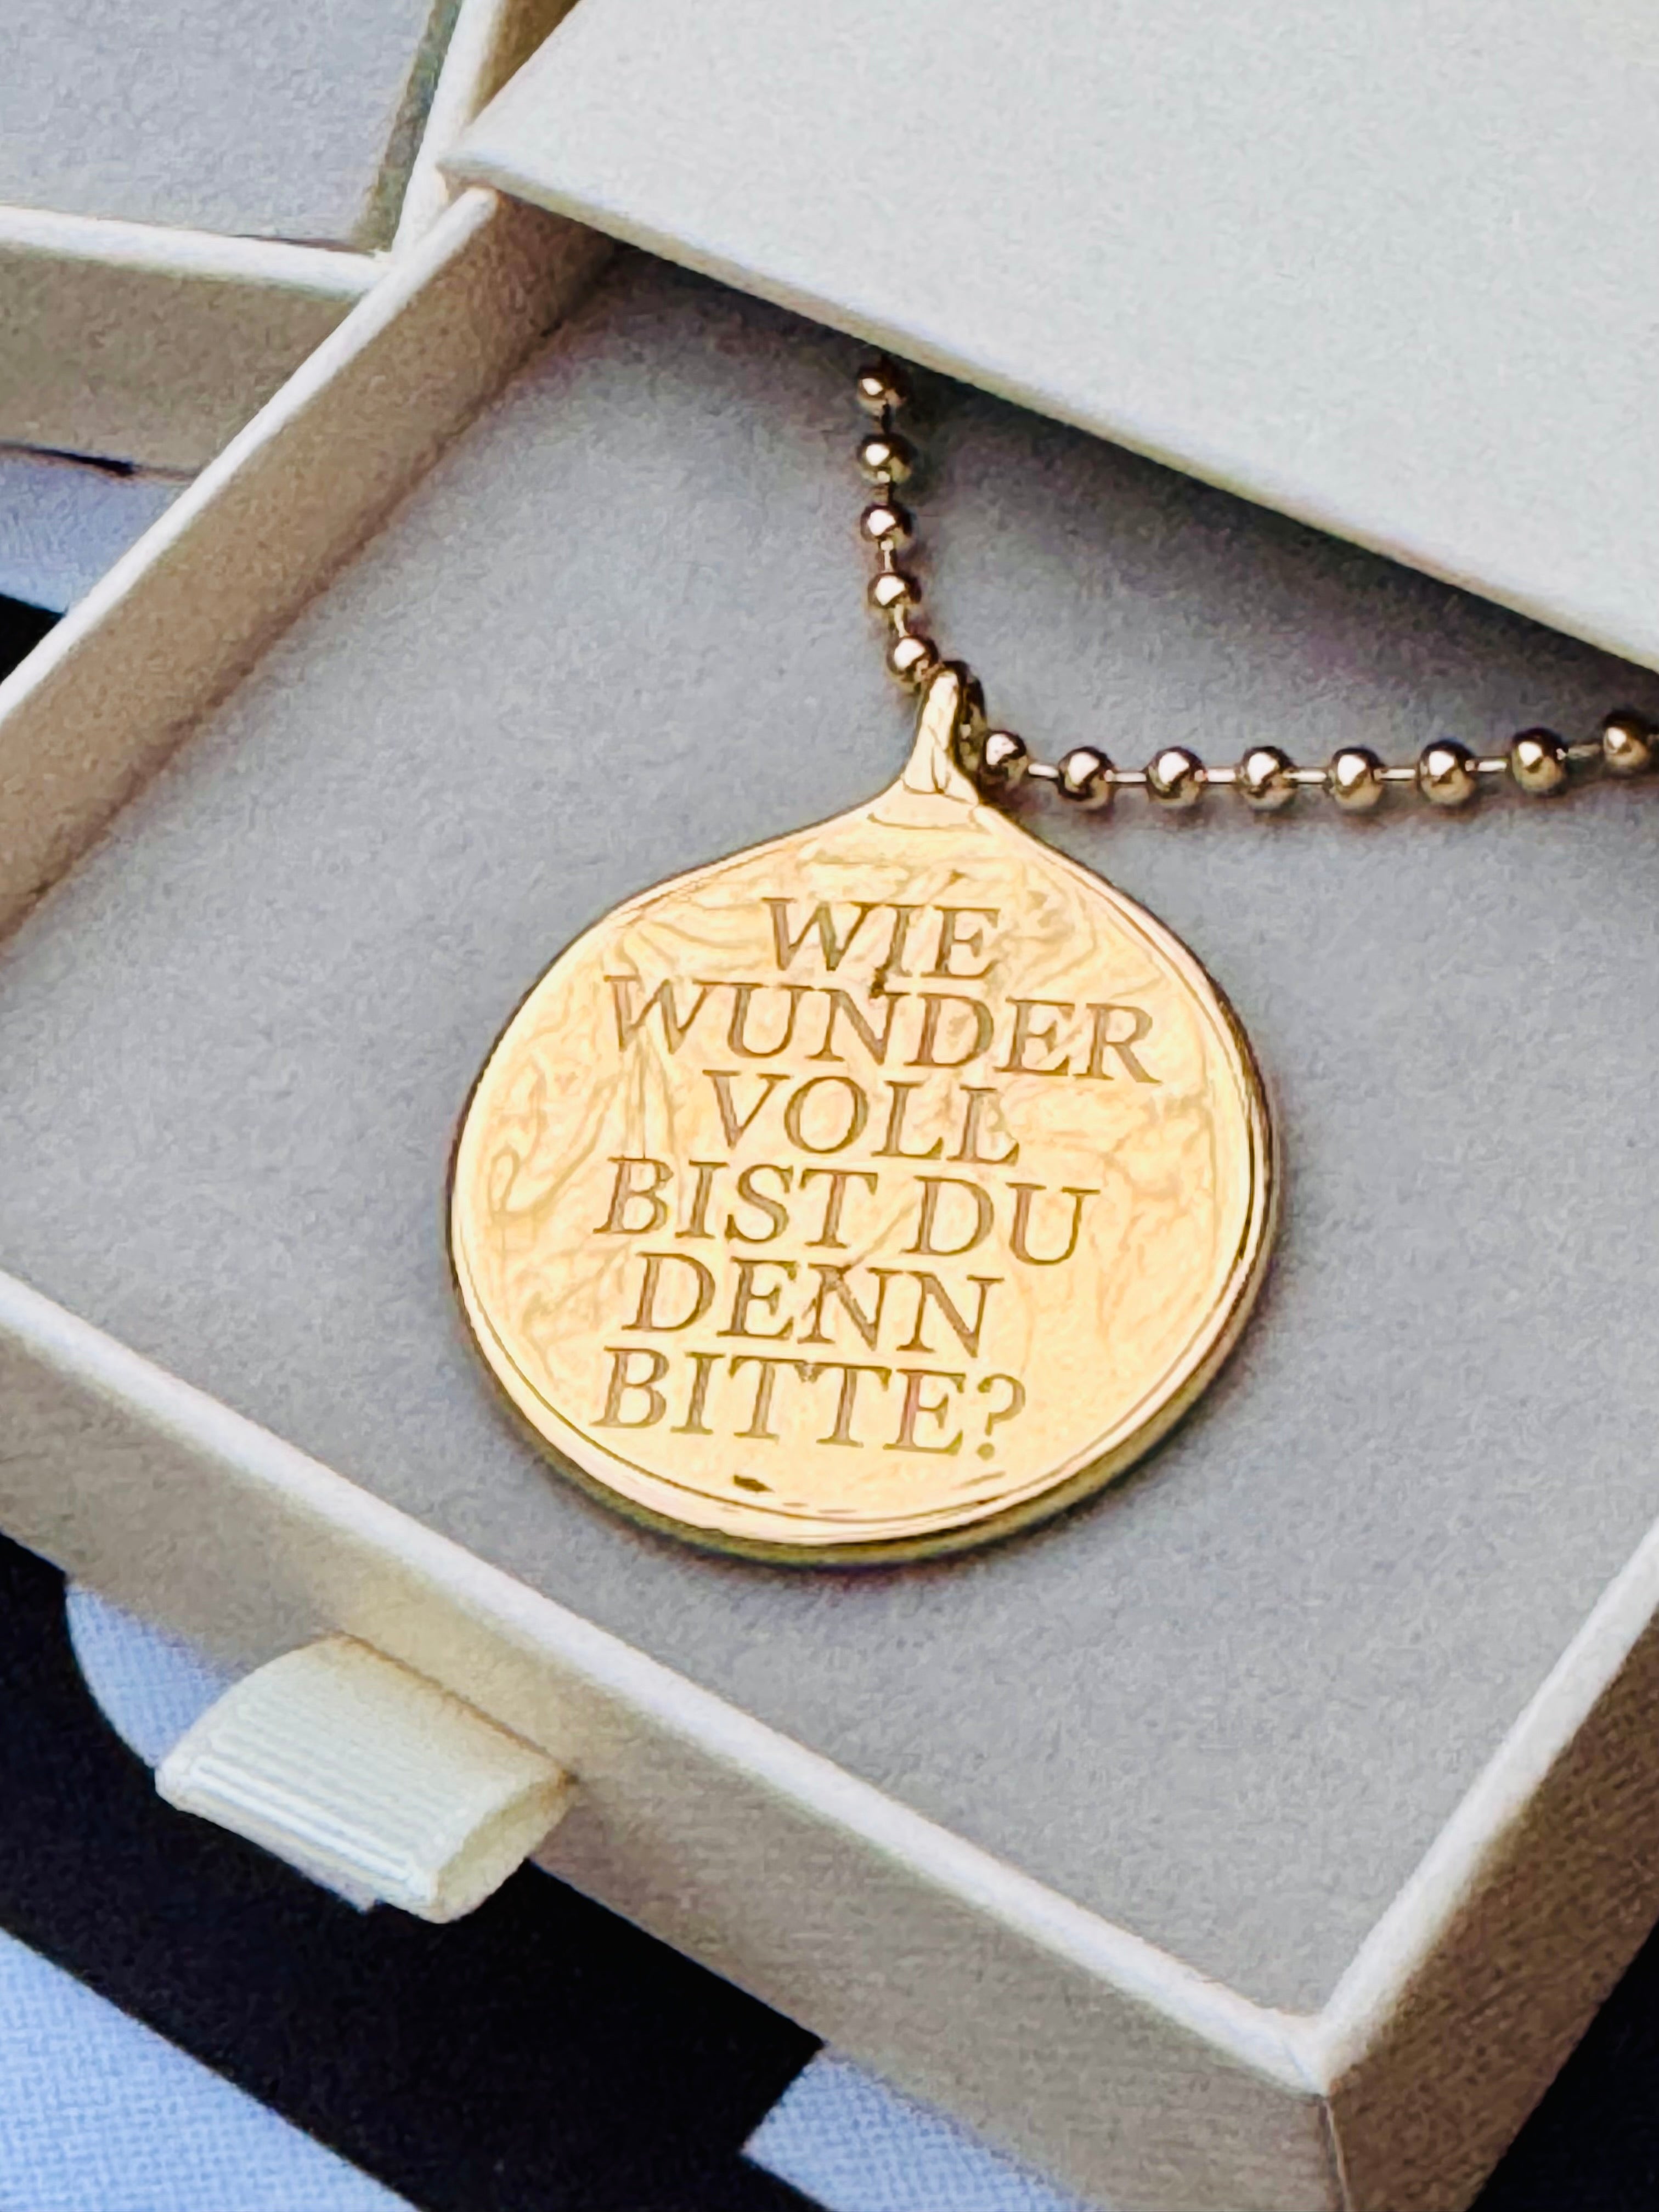 WIE
WUNDER
VOLL
BIST DU
DENN
BITTE?